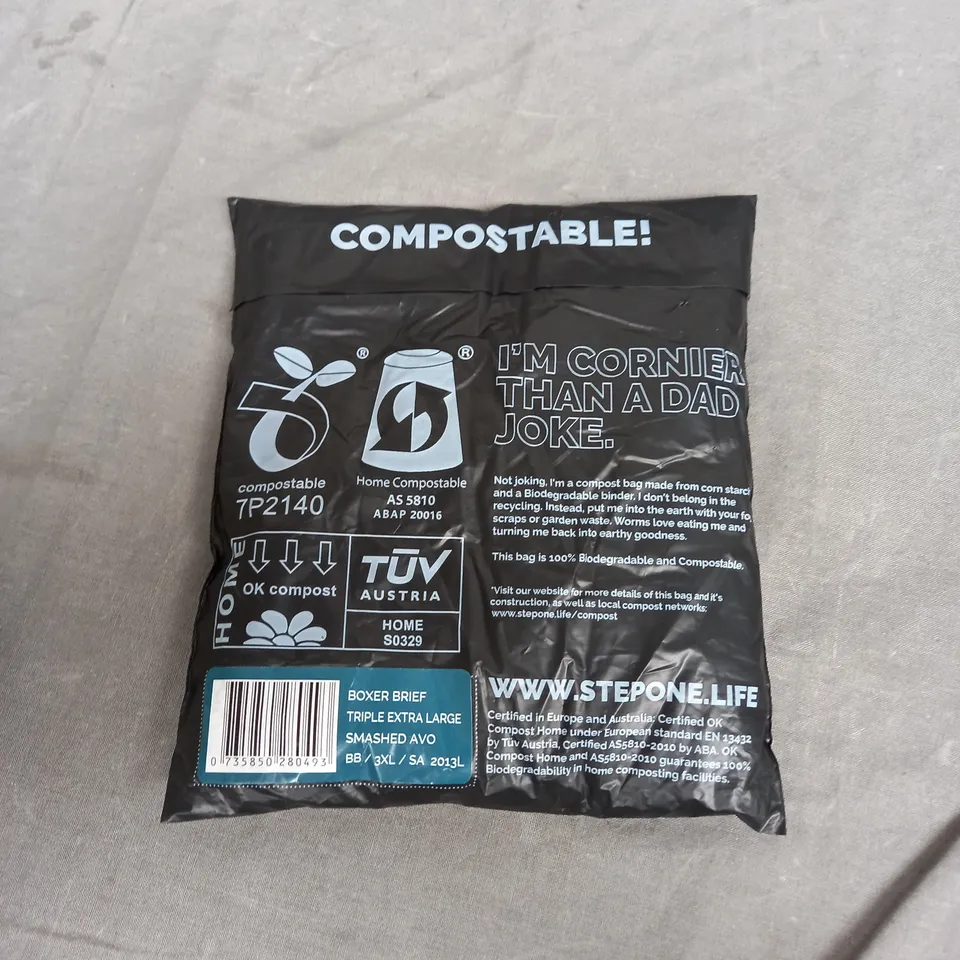 COMPOSTABLE!
®
®
compostable
7P2140
Home Compostable
AS 5810
ABAP 20016
HOME
OK compost
TÜV
AUSTRIA
HOME
S0329
I'M CORNIER
THAN A DAD
JOKE.
Not joking. I'm a compost bag made from corn starch
and a Biodegradable binder. I don't belong in the
recycling. Instead, put me into the earth with your
scraps or garden waste. Worms love eating me and
turning me back into earthy goodness.
This bag is 100% Biodegradable and Compostable.
*Visit our website for more details of this bag and it's
construction, as well as local compost networks:
www.stepone.life/compost
0 735850 280493
BOXER BRIEF
TRIPLE EXTRA LARGE
SMASHED AVO
BB / 3XL / SA 2013L
WWW.STEPONE.LIFE
Certified in Europe and Australia: Certified OK
Compost Home under European standard EN 13432
by Tüv Austria, Certified AS5810-2010 by ABA. OK
Compost Home and AS5810-2010 guarantees 100%
Biodegradability in home composting facilities.